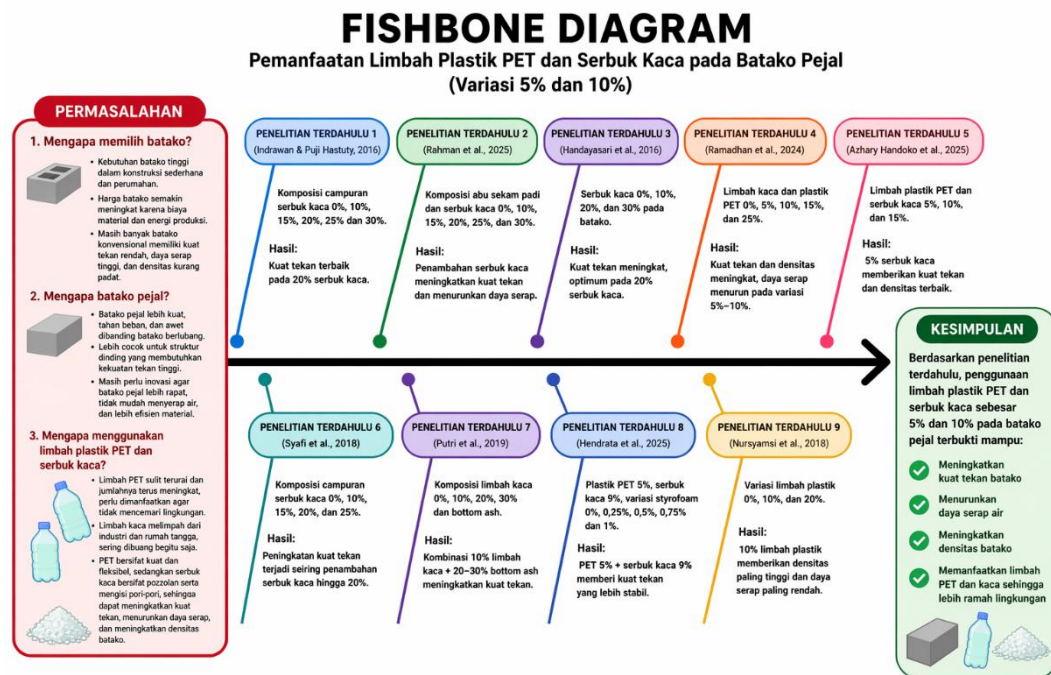 FISHBONE DIAGRAM
Pemanfaatan Limbah Plastik PET dan Serbuk Kaca pada Batako Pejal
(Variasi 5% dan 10%)
PERMASALAHAN
1. Mengapa memilih batako?
• Kebutuhan batako tinggi
dalam konstruksi sederhana
dan perumahan.
• Harga batako semakin
meningkat karena biaya
material dan energi produksi.
• Masih banyak batako
konvensional memiliki kuat
tekan rendah, daya serap
tinggi, dan densitas kurang
padat.
2. Mengapa batako pejal?
• Batako pejal lebih kuat,
tahan beban, dan awet
dibanding batako berlubang.
• Lebih cocok untuk struktur
dinding yang membutuhkan
kekuatan tekan tinggi.
• Masih perlu inovasi agar
batako pejal lebih rapat,
tidak mudah menyerap air,
dan lebih efisien material.
3. Mengapa menggunakan
limbah plastik PET dan
serbuk kaca?
• Limbah PET sulit terurai dan
jumlahnya terus meningkat,
perlu dimanfaatkan agar
tidak mencemari lingkungan.
• Limbah kaca melimpah dari
industri dan rumah tangga,
sering dibuang begitu saja.
• PET bersifat kuat dan
fleksibel, sedangkan serbuk
kaca bersifat pozzolan serta
mengisi pori-pori, sehingga
dapat meningkatkan kuat
tekan, menurunkan daya serap,
dan meningkatkan densitas
batako.
PENELITIAN TERDAHULU 1
(Indrawan & Puji Hastuty, 2016)
Komposisi campuran
serbuk kaca 0%, 10%,
15%, 20%, 25% dan 30%.
Hasil:
Kuat tekan terbaik
pada 20% serbuk kaca.
PENELITIAN TERDAHULU 2
(Rahman et al., 2025)
Komposisi abu sekam padi
dan serbuk kaca 0%, 10%,
15%, 20%, 25% dan 30%.
Hasil:
Penambahan serbuk kaca
meningkatkan kuat tekan
dan menurunkan daya serap.
PENELITIAN TERDAHULU 3
(Handayasari et al., 2016)
Serbuk kaca 0%, 10%,
20%, dan 30% pada
batako.
Hasil:
Kuat tekan meningkat,
optimum pada 20%
serbuk kaca.
PENELITIAN TERDAHULU 4
(Ramadhan et al., 2024)
Limbah kaca dan plastik
PET 0%, 5%, 10%, 15%,
dan 25%.
Hasil:
Kuat tekan dan densitas
meningkat, daya serap
menurun pada variasi
5%–10%.
PENELITIAN TERDAHULU 5
(Azhary Handoko et al., 2025)
Limbah plastik PET dan
serbuk kaca 5%, 10%,
dan 15%.
Hasil:
5% serbuk kaca
memberikan kuat tekan
dan densitas terbaik.
PENELITIAN TERDAHULU 6
(Syafi et al., 2018)
Komposisi campuran
serbuk kaca 0%, 10%,
15%, 20%, dan 25%.
Hasil:
Peningkatan kuat tekan
terjadi seiring penambahan
serbuk kaca hingga 20%.
PENELITIAN TERDAHULU 7
(Putri et al., 2019)
Komposisi limbah kaca
0%, 10%, 20%, 30%
dan bottom ash.
Hasil:
Kombinasi 10% limbah
kaca + 20–30% bottom ash
meningkatkan kuat tekan.
PENELITIAN TERDAHULU 8
(Hendrata et al., 2025)
Plastik PET 5%, serbuk
kaca 9%, variasi styrofoam
0%, 0,25%, 0,5%, 0,75%
dan 1%.
Hasil:
PET 5% + serbuk kaca 9%
memberi kuat tekan
yang lebih stabil.
PENELITIAN TERDAHULU 9
(Nursyamsi et al., 2018)
Variasi limbah plastik
0%, 10%, dan 20%.
Hasil:
10% limbah plastik
memberikan densitas
paling tinggi dan daya
serap paling rendah.
KESIMPULAN
Berdasarkan penelitian
terdahulu, penggunaan
limbah plastik PET dan
serbuk kaca sebesar
5% dan 10% pada batako
pejal terbukti mampu:
Meningkatkan
kuat tekan batako
Menurunkan
daya serap air
Meningkatkan
densitas batako
Memanfaatkan limbah
PET dan kaca sehingga
lebih ramah lingkungan